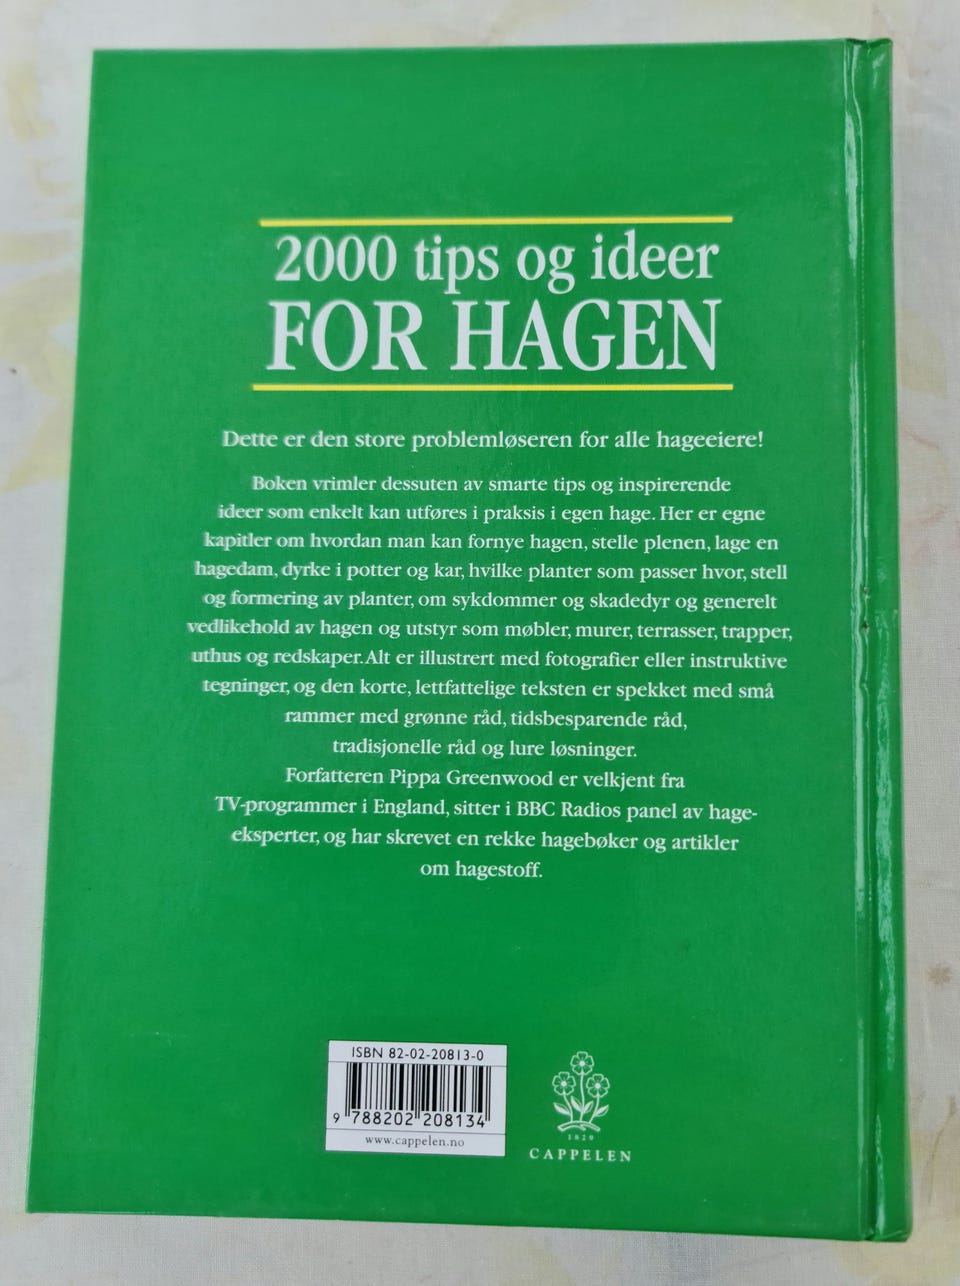 2000 tips og ideer
FOR HAGEN
Dette er den store problemløseren for alle hageeiere!
Boken vrimler dessuten av smarte tips og inspirerende
ideer som enkelt kan utføres i praksis i egen hage. Her er egne
kapitler om hvordan man kan fornye hagen, stelle plenen, lage en
hagedam, dyrke i potter og kar, hvilke planter som passer hvor, stell
og formering av planter, om sykdommer og skadedyr og generelt
vedlikehold av hagen og utstyr som møbler, murer, terrasser, trapper,
uthus og redskaper. Alt er illustrert med fotografier eller instruktive
tegninger, og den korte, lettfattelige teksten er spekket med små
rammer med grønne råd, tidsbesparende råd,
tradisjonelle råd og lure løsninger.
Forfatteren Pippa Greenwood er velkjent fra
TV-programmer i England, sitter i BBC Radios panel av hage-
eksperter, og har skrevet en rekke hagebøker og artikler
om hagestoff.
ISBN 82-02-20813-0
9 788202 208134
www.cappelen.no
1829
CAPPELEN